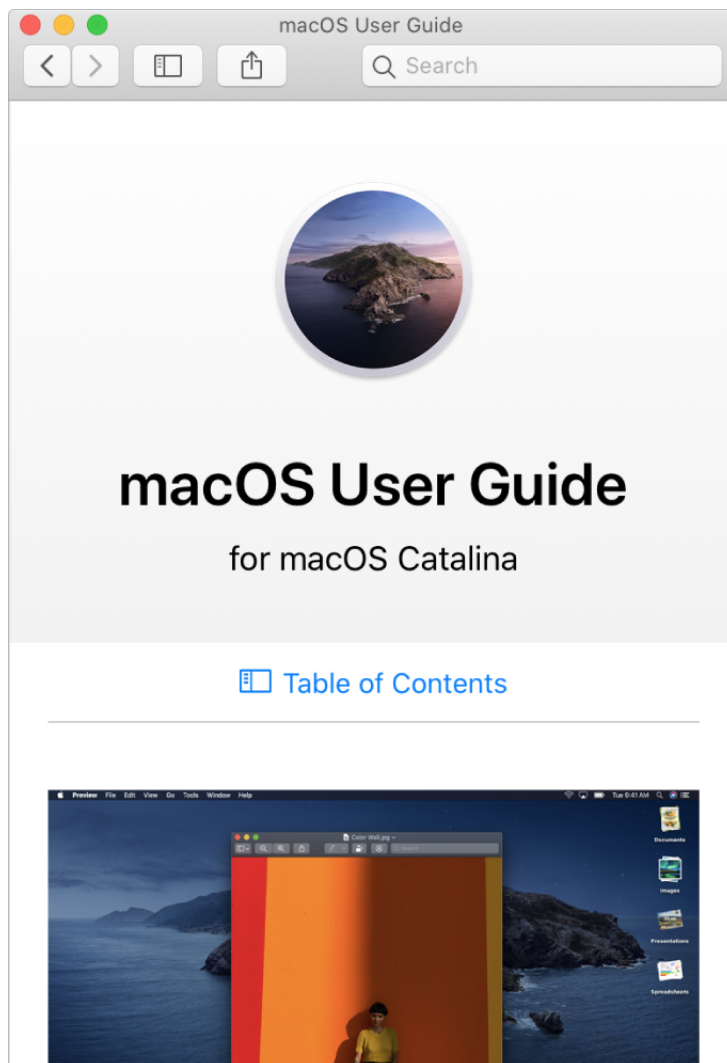 macOS User Guide
Search
macOS User Guide
for macOS Catalina
Table of Contents
Preview File Edit View Go Tools Window Help Tue 9:41 AM
Color Wall.jpg
Search
Documents
Images
Presentations
Spreadsheets